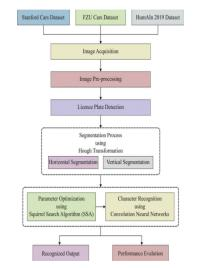 Stanford Cars Dataset
FZU Cars Dataset
HumAIn 2019 Dataset
Image Acquisition
Image Pre-processing
Licence Plate Detection
Segmentation Process
using
Hough Transformation
Horizontal Segmentation
Vertical Segmentation
Parameter Optimization
using
Squirrel Search Algorithm (SSA)
Character Recognition
using
Convolution Neural Networks
Recognized Output
Performance Evolution